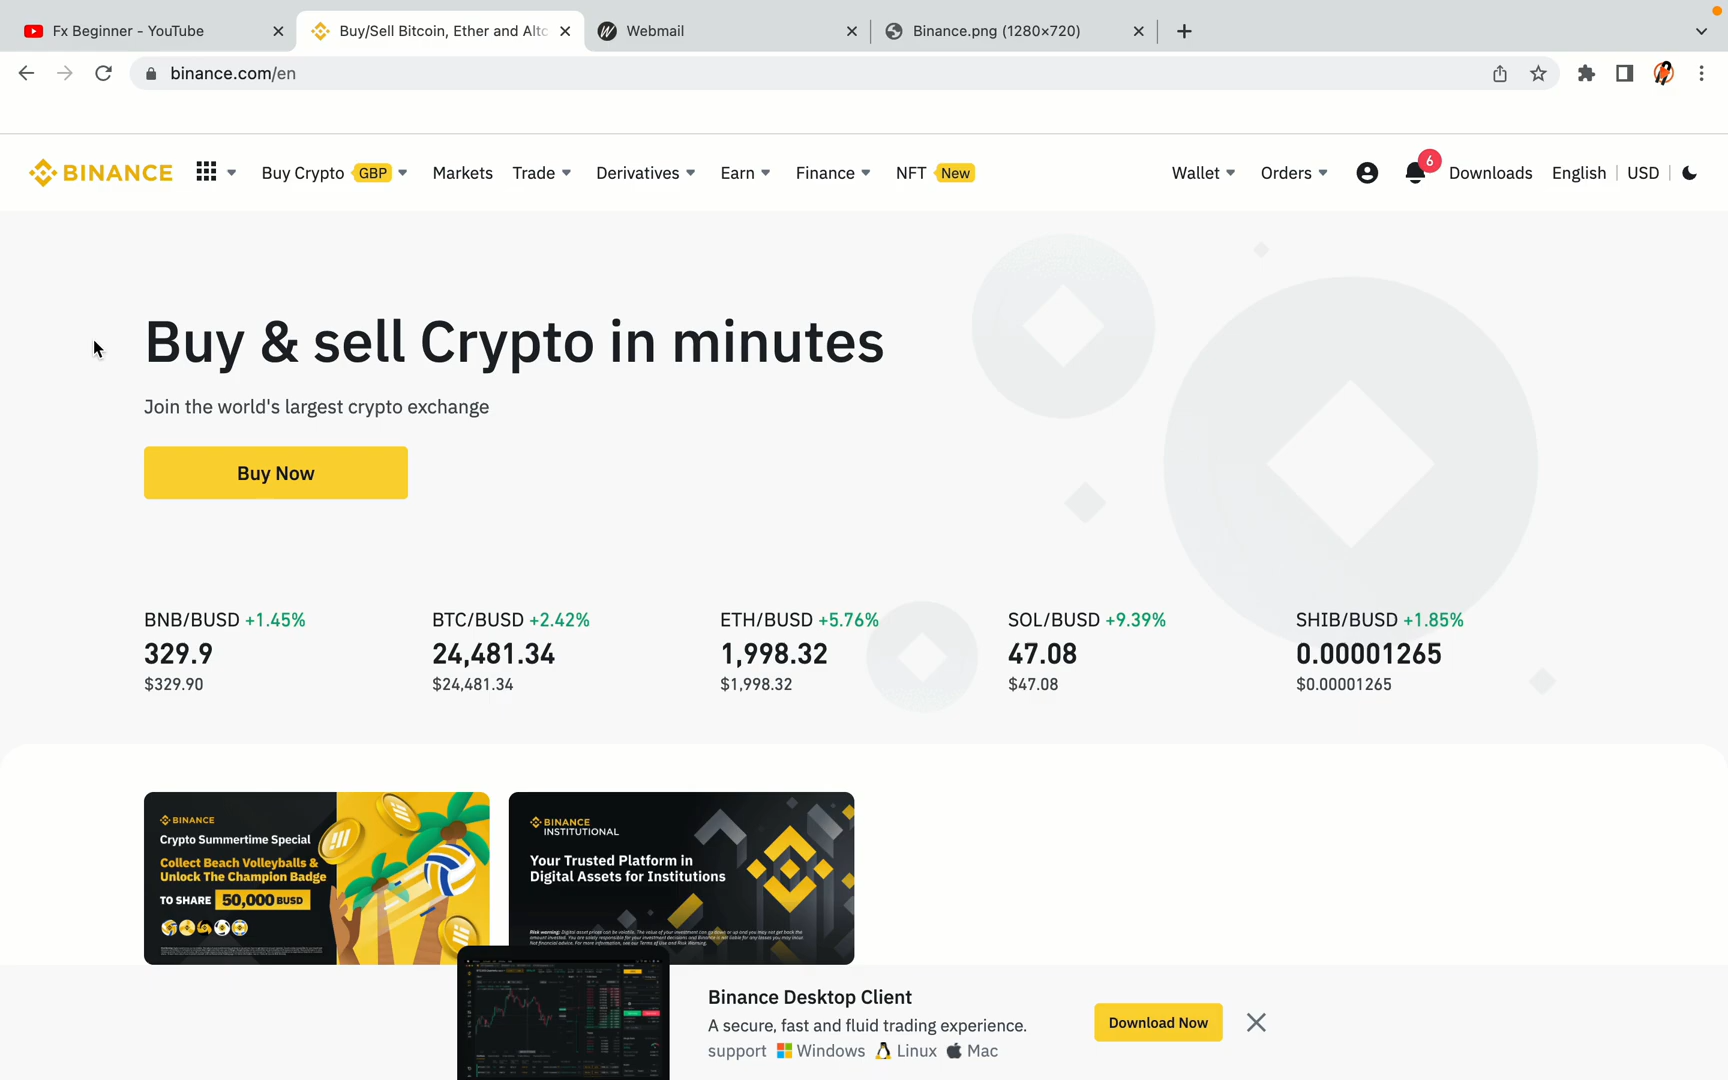 Fx Beginner - YouTube
Buy/Sell Bitcoin, Ether and Altc
Webmail
Binance.png (1280×720)
binance.com/en
BINANCE
Buy Crypto GBP
Markets
Trade
Derivatives
Earn
Finance
NFT New
Wallet
Orders
6
Downloads
English
USD
Buy & sell Crypto in minutes
Join the world's largest crypto exchange
Buy Now
BNB/BUSD +1.45%
329.9
$329.90
BTC/BUSD +2.42%
24,481.34
$24,481.34
ETH/BUSD +5.76%
1,998.32
$1,998.32
SOL/BUSD +9.39%
47.08
$47.08
SHIB/BUSD +1.85%
0.00001265
$0.00001265
BINANCE
Crypto Summertime Special
Collect Beach Volleyballs &
Unlock The Champion Badge
TO SHARE 50,000 BUSD
BINANCE
INSTITUTIONAL
Your Trusted Platform in
Digital Assets for Institutions
Binance Desktop Client
A secure, fast and fluid trading experience.
support Windows Linux Mac
Download Now